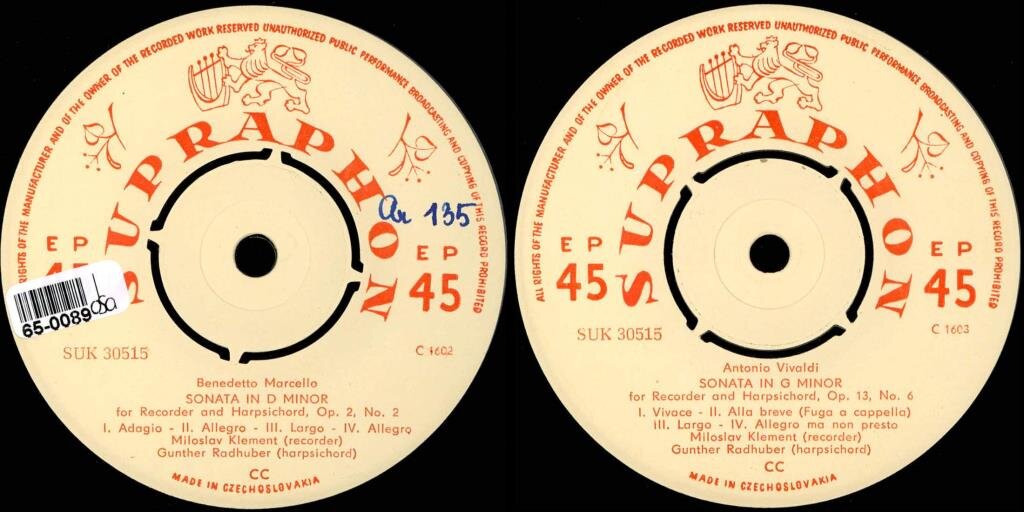 ALL RIGHTS OF THE MANUFACTURER AND OF THE OWNER OF THE RECORDED WORK RESERVED UNAUTHORIZED PUBLIC PERFORMANCE BROADCASTING AND COPYING OF THIS RECORD PROHIBITED
SUPRAPHON
135
EP
45
EP
45
65-0089
OSA
SUK 30515
C 1602
Benedetto Marcello
SONATA IN D MINOR
for Recorder and Harpsichord, Op. 2, No. 2
I. Adagio - II. Allegro - III. Largo - IV. Allegro
Miloslav Klement (recorder)
Gunther Radhuber (harpsichord)
CC
MADE IN CZECHOSLOVAKIA
ALL RIGHTS OF THE MANUFACTURER AND OF THE OWNER OF THE RECORDED WORK RESERVED UNAUTHORIZED PUBLIC PERFORMANCE BROADCASTING AND COPYING OF THIS RECORD PROHIBITED
SUPRAPHON
EP
45
EP
45
SUK 30515
C 1603
Antonio Vivaldi
SONATA IN G MINOR
for Recorder and Harpsichord, Op. 13, No. 6
I. Vivace - II. Alla breve (Fuga a cappella)
III. Largo - IV. Allegro ma non presto
Miloslav Klement (recorder)
Gunther Radhuber (harpsichord)
CC
MADE IN CZECHOSLOVAKIA